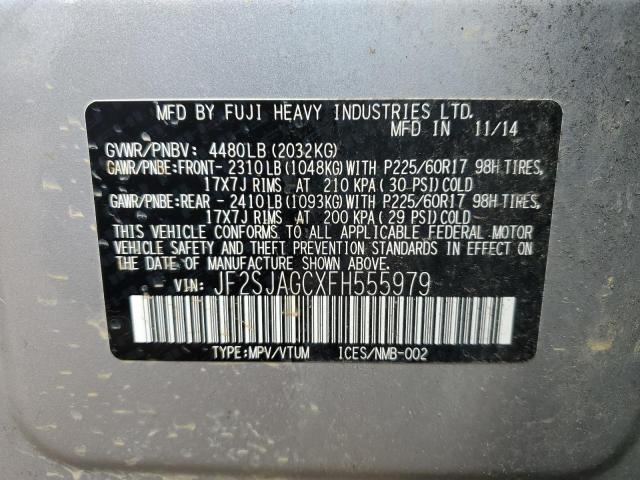 MFD BY FUJI HEAVY INDUSTRIES LTD.
MFD IN 11/14
GVWR/PNBV: 4480LB (2032KG)
GAWR/PNBE:FRONT- 2310 LB (1048KG) WITH P225/60R17 98H TIRES,
17X7J RIMS AT 210 KPA (30 PSI) COLD
GAWR/PNBE:REAR - 2410 LB (1093KG) WITH P225/60R17 98H TIRES,
17X7J RIMS AT 200 KPA (29 PSI) COLD
THIS VEHICLE CONFORMS TO ALL APPLICABLE FEDERAL MOTOR
VEHICLE SAFETY AND THEFT PREVENTION STANDARDS IN EFFECT ON
THE DATE OF MANUFACTURE SHOWN ABOVE.
VIN: JF2SJAGCXFH555979
TYPE:MPV/VTUM ICES/NMB-002